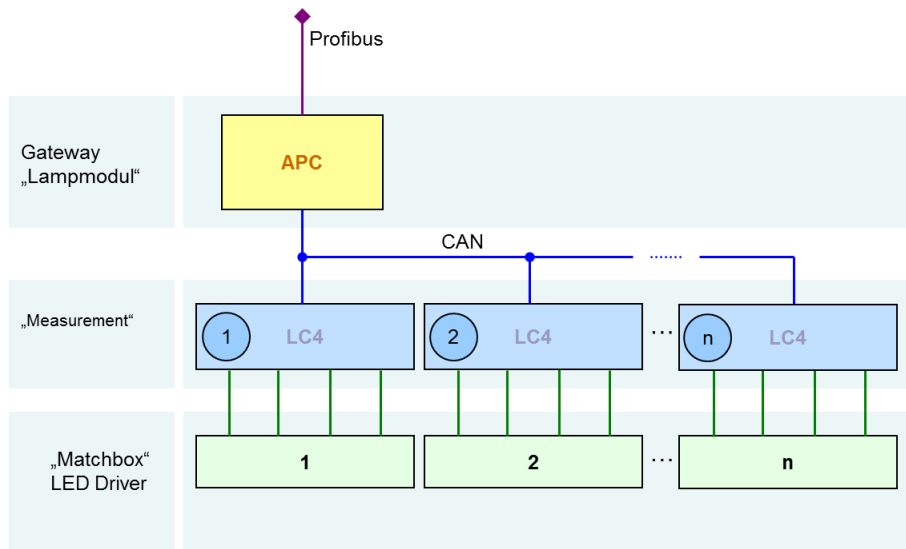 Profibus
Gateway
„Lampmodul“
APC
CAN
„Measurement“
1 LC4
2 LC4
...
n LC4
„Matchbox“
LED Driver
1
2
...
n